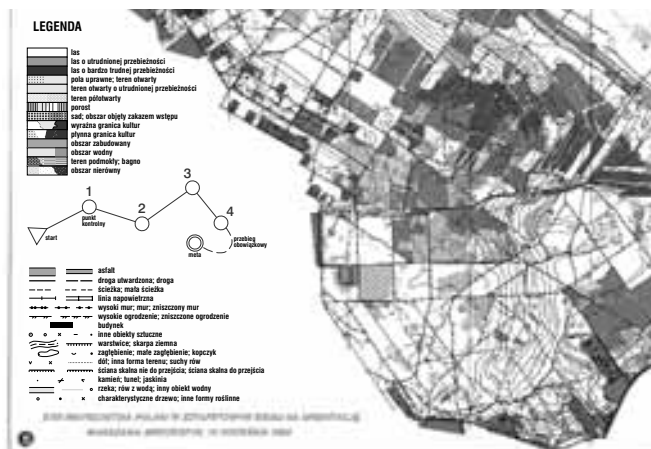 LEGENDA
las
las o utrudnionej przebieżności
las o bardzo trudnej przebieżności
pola uprawne; teren otwarty
teren otwarty o utrudnionej przebieżności
teren półotwarty
porost
sad; obszar objęty zakazem wstępu
wyraźna granica kultur
płynna granica kultur
obszar zabudowany
obszar wodny
teren podmokły; bagno
obszar nierówny
1
2
3
4
start
punkt
kontrolny
meta
przebieg
obowiązkowy
asfalt
droga utwardzona; droga
ścieżka; mała ścieżka
linia napowietrzna
wysoki mur; mur; zniszczony mur
wysokie ogrodzenie; zniszczone ogrodzenie
budynek
inne obiekty sztuczne
warstwice; skarpa ziemna
zagłębienie; małe zagłębienie; kopczyk
dół; inna forma terenu; suchy rów
ściana skalna nie do przejścia; ściana skalna do przejścia
kamień; tunel; jaskinia
rzeka; rów z wodą; inny obiekt wodny
charakterystyczne drzewo; inne formy roślinne